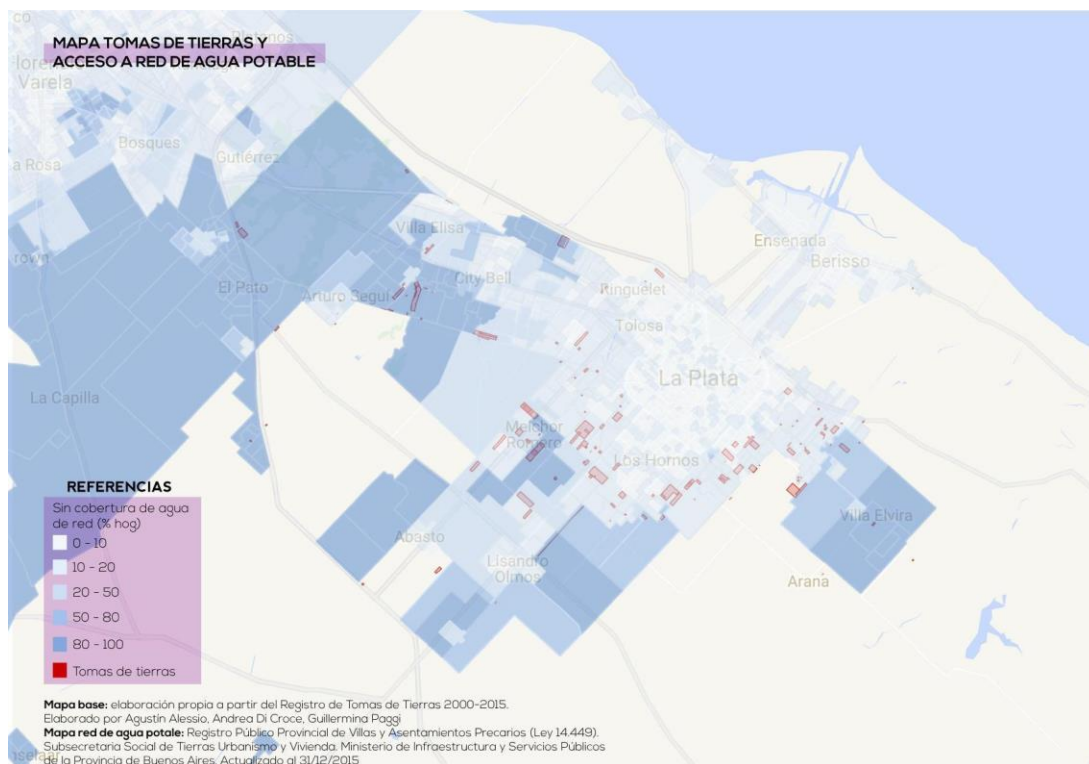 MAPA TOMAS DE TIERRAS Y
ACCESO A RED DE AGUA POTABLE
Platanos
Varela
Bosques
a Rosa
Gutiérrez
rown
El Pato
Villa Elisa
City Bell
Arturo Segui
Ensenada
Berisso
Ringuelet
Tolosa
La Plata
La Capilla
Melchor
Romero
Los Hornos
Abasto
Lisandro
Olmos
Villa Elvira
Arana
REFERENCIAS
Sin cobertura de agua
de red (% hog)
0 - 10
10 - 20
20 - 50
50 - 80
80 - 100
Tomas de tierras
Mapa base: elaboración propia a partir del Registro de Tomas de Tierras 2000-2015.
Elaborado por Agustín Alessio, Andrea Di Croce, Guillermina Paggi
Mapa red de agua potale: Registro Público Provincial de Villas y Asentamientos Precarios (Ley 14.449).
Subsecretaria Social de Tierras Urbanismo y Vivienda. Ministerio de Infraestructura y Servicios Públicos
de la Provincia de Buenos Aires. Actualizado al 31/12/2015